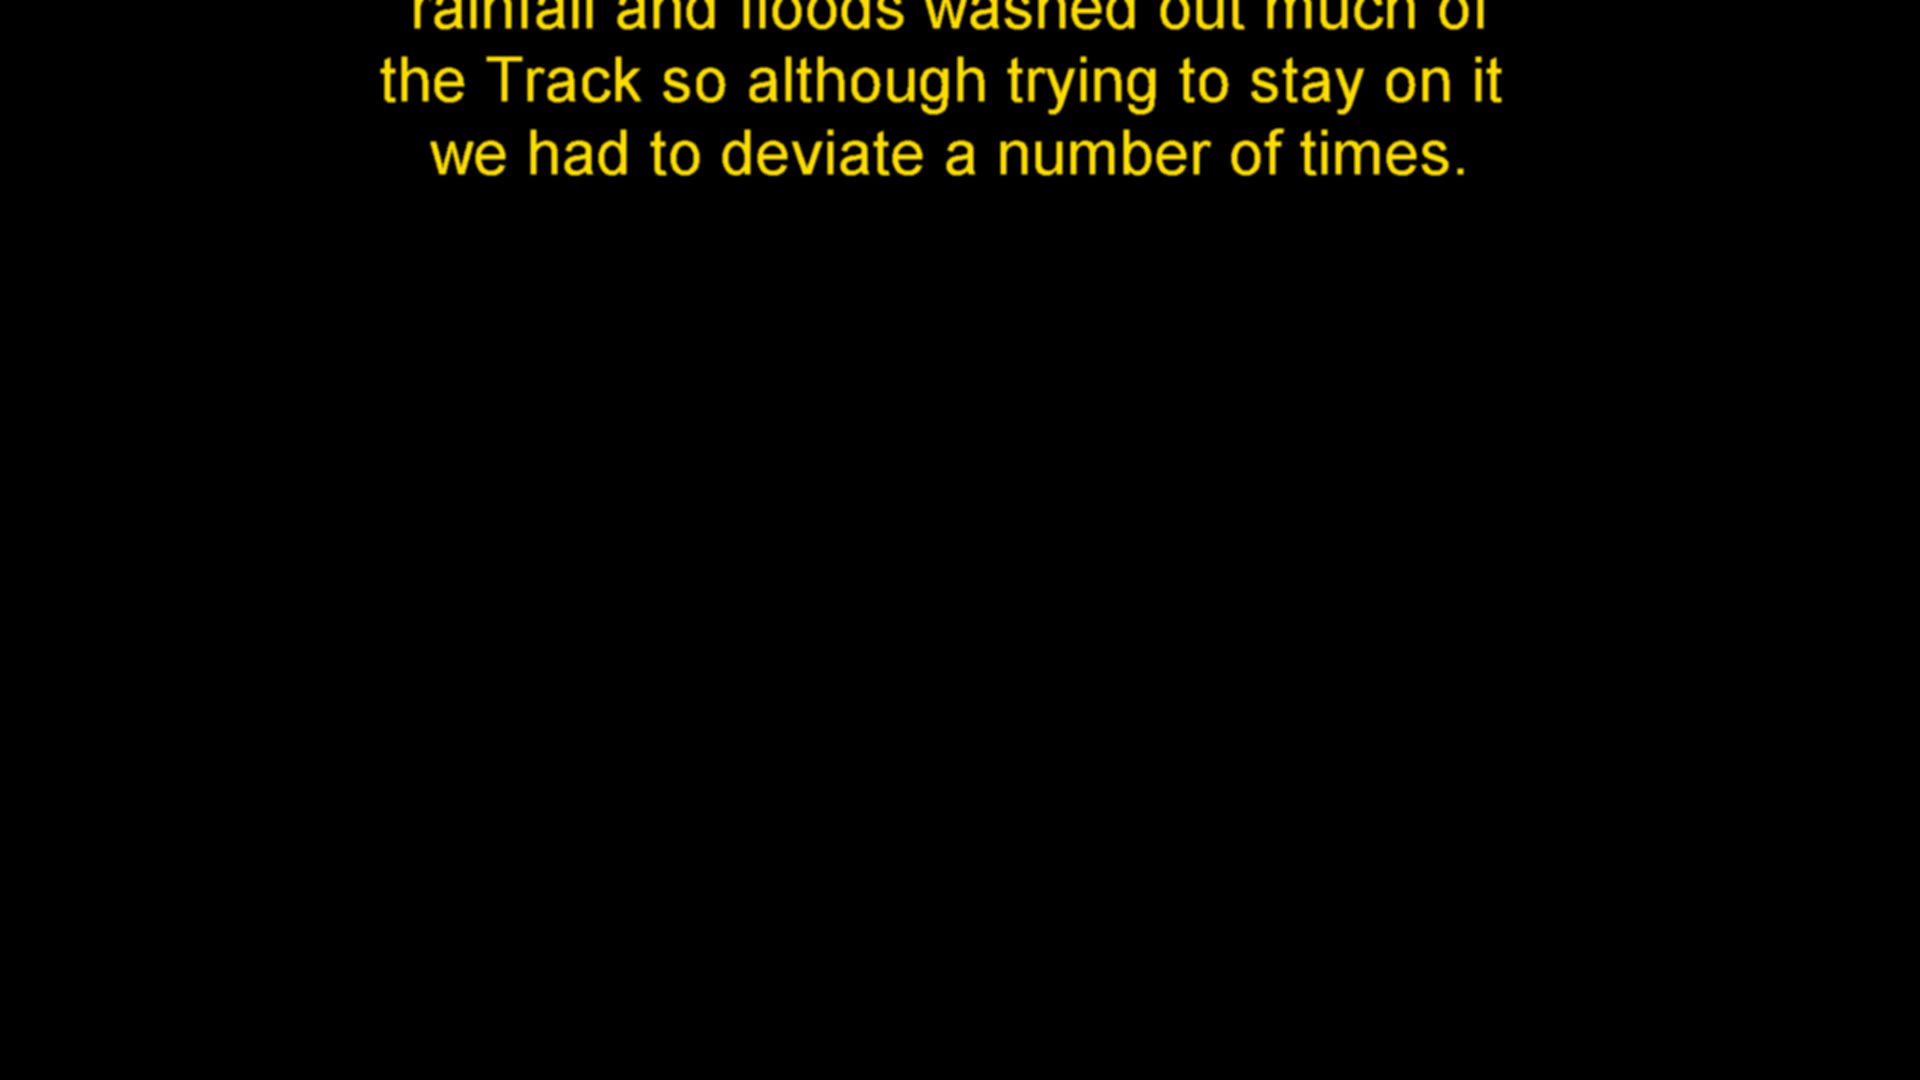 rainfall and floods washed out much of
the Track so although trying to stay on it
we had to deviate a number of times.